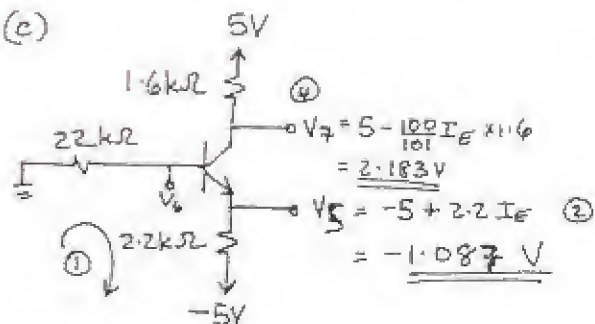 (c)
5V
1.6kΩ
④
V7 = 5 - 100/101 IE × 1.6
= 2.183 V
22kΩ
V6
V5 = -5 + 2.2 IE ②
= -1.087 V
2.2kΩ
①
-5V